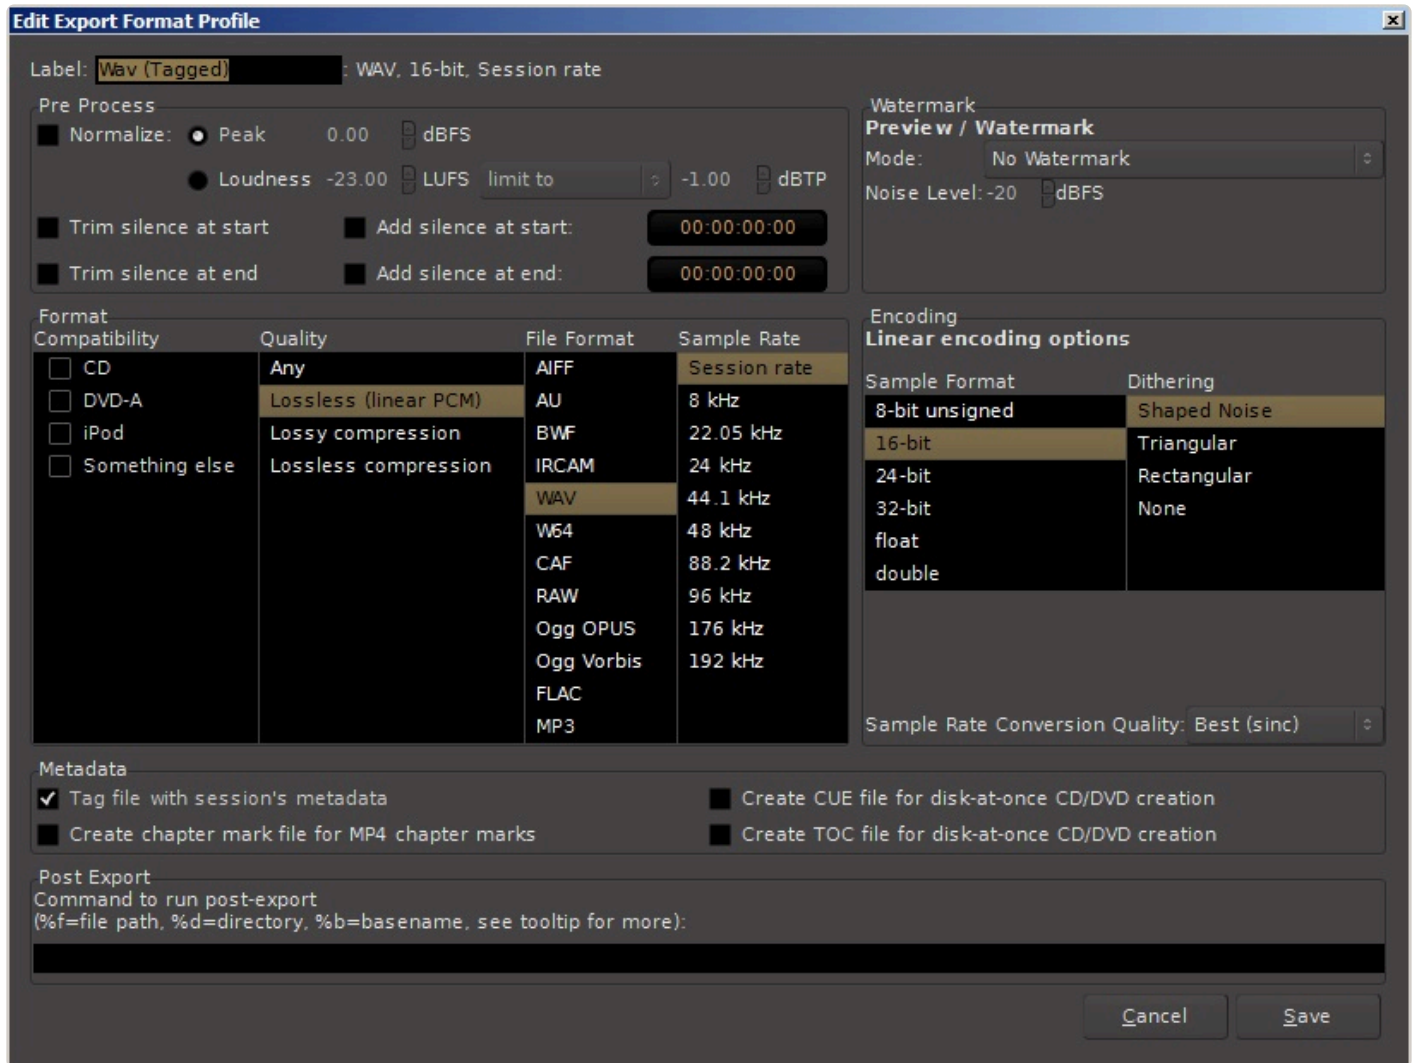 Edit Export Format Profile
Label: Wav (Tagged) : WAV, 16-bit, Session rate
Pre Process
Normalize: Peak 0.00 dBFS
Loudness -23.00 LUFS limit to -1.00 dBTP
Trim silence at start Add silence at start: 00:00:00:00
Trim silence at end Add silence at end: 00:00:00:00
Watermark
Preview / Watermark
Mode: No Watermark
Noise Level: -20 dBFS
Format
Compatibility Quality File Format Sample Rate
CD Any AIFF Session rate
DVD-A Lossless (linear PCM) AU 8 kHz
iPod Lossy compression BWF 22.05 kHz
Something else Lossless compression IRCAM 24 kHz
WAV 44.1 kHz
W64 48 kHz
CAF 88.2 kHz
RAW 96 kHz
Ogg OPUS 176 kHz
Ogg Vorbis 192 kHz
FLAC
MP3
Encoding
Linear encoding options
Sample Format Dithering
8-bit unsigned Shaped Noise
16-bit Triangular
24-bit Rectangular
32-bit None
float
double
Sample Rate Conversion Quality: Best (sinc)
Metadata
Tag file with session's metadata Create CUE file for disk-at-once CD/DVD creation
Create chapter mark file for MP4 chapter marks Create TOC file for disk-at-once CD/DVD creation
Post Export
Command to run post-export
(%f=file path, %d=directory, %b=basename, see tooltip for more):
Cancel Save